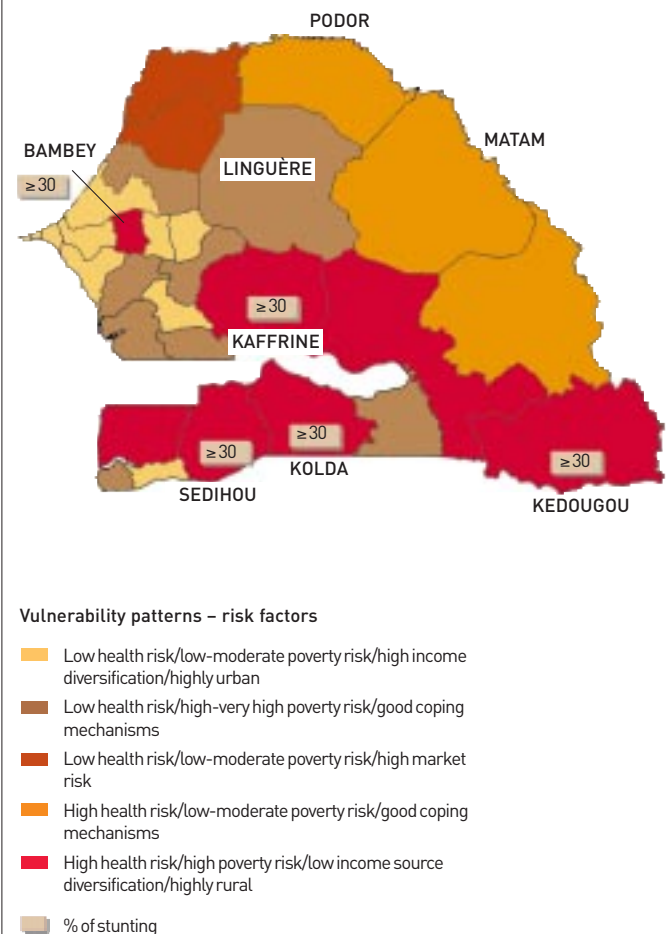 PODOR
MATAM
BAMBEY
LINGUÈRE
≥30
≥30
KAFFRINE
≥30
≥30
≥30
KOLDA
SEDIHOU
KEDOUGOU
Vulnerability patterns – risk factors
Low health risk/low-moderate poverty risk/high income
diversification/highly urban
Low health risk/high-very high poverty risk/good coping
mechanisms
Low health risk/low-moderate poverty risk/high market
risk
High health risk/low-moderate poverty risk/good coping
mechanisms
High health risk/high poverty risk/low income source
diversification/highly rural
% of stunting